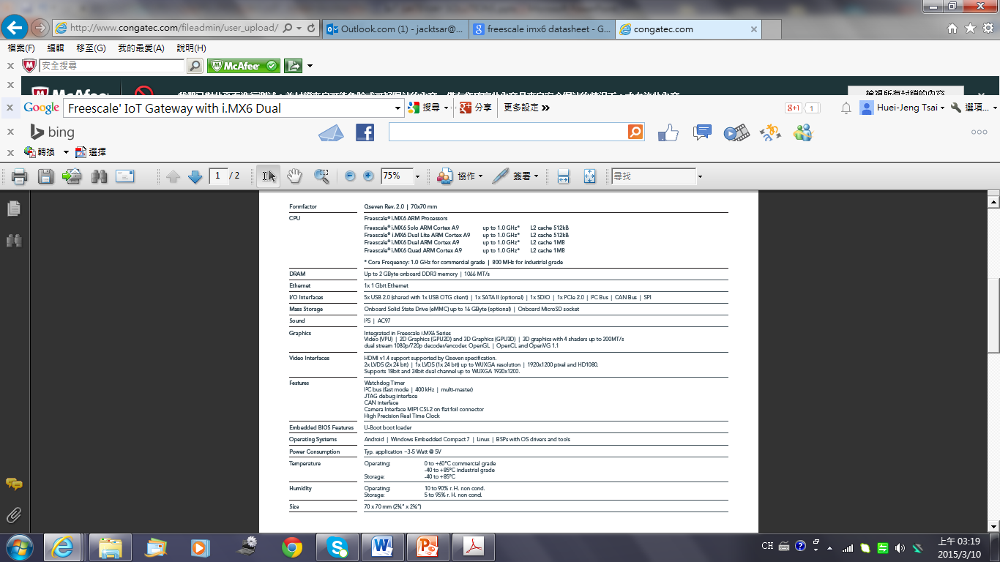 http://www.congatec.com/fileadmin/user_upload/
Outlook.com (1) - jacktsar@...
freescale imx6 datasheet - G...
congatec.com
檔案(F) 編輯 移至(G) 我的最愛(A) 說明(H)
安全搜尋 McAfee
McAfee
檢視所有封鎖的內容
Google Freescale' IoT Gateway with i.MX6 Dual 搜尋 分享 更多設定 » g+1 1 Huei-Jeng Tsai 選項...
bing
轉換 選擇
1 / 2 75% 協作 簽署 尋找
Formfactor Qseven Rev. 2.0 | 70x70 mm
CPU Freescale® i.MX6 ARM Processors
Freescale® i.MX6 Solo ARM Cortex A9 up to 1.0 GHz* L2 cache 512kB
Freescale® i.MX6 Dual Lite ARM Cortex A9 up to 1.0 GHz* L2 cache 512kB
Freescale® i.MX6 Dual ARM Cortex A9 up to 1.0 GHz* L2 cache 1MB
Freescale® i.MX6 Quad ARM Cortex A9 up to 1.0 GHz* L2 cache 1MB
* Core Frequency: 1.0 GHz for commercial grade | 800 MHz for industrial grade
DRAM Up to 2 GByte onboard DDR3 memory | 1066 MT/s
Ethernet 1x 1 Gbit Ethernet
I/O Interfaces 5x USB 2.0 (shared with 1x USB OTG client) | 1x SATA II (optional) | 1x SDIO | 1x PCIe 2.0 | I²C Bus | CAN Bus | SPI
Mass Storage Onboard Solid State Drive (eMMC) up to 16 GByte (optional) | Onboard MicroSD socket
Sound I²S | AC97
Graphics Integrated in Freescale i.MX6 Series
Video (VPU) | 2D Graphics (GPU2D) and 3D Graphics (GPU3D) | 3D graphics with 4 shaders up to 200MT/s
dual stream 1080p/720p decoder/encoder. OpenGL | OpenCL and OpenVG 1.1
Video Interfaces HDMI v1.4 support supported by Qseven specification.
2x LVDS (2x 24 bit) | 1x LVDS (1x 24 bit) up to WUXGA resolution | 1920x1200 pixel and HD1080.
Supports 18bit and 24bit dual channel up to WUXGA 1920x1200.
Features Watchdog Timer
I²C bus (fast mode | 400 kHz | multi-master)
JTAG debug interface
CAN interface
Camera Interface MIPI CSI-2 on flat foil connector
High Precision Real Time Clock
Embedded BIOS Features U-Boot boot loader
Operating Systems Android | Windows Embedded Compact 7 | Linux | BSPs with OS drivers and tools
Power Consumption Typ. application ~3-5 Watt @ 5V
Temperature Operating: 0 to +60°C commercial grade
-40 to +85°C industrial grade
Storage: -40 to +85°C
Humidity Operating: 10 to 90% r. H. non cond.
Storage: 5 to 95% r. H. non cond.
Size 70 x 70 mm (2¾" x 2¾")
CH 上午 03:19
2015/3/10